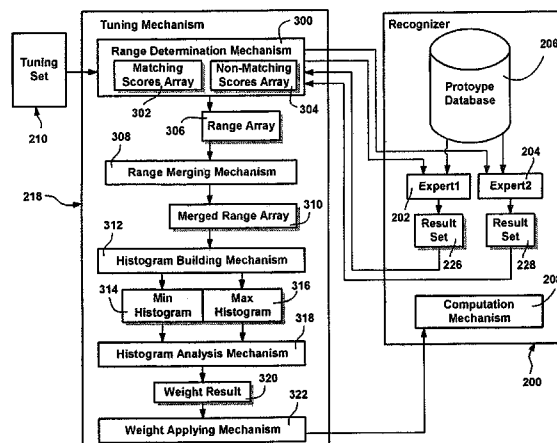 Tuning Mechanism
300
Range Determination Mechanism
Matching Scores Array
302
Non-Matching Scores Array
304
Tuning Set
210
306
Range Array
308
Range Merging Mechanism
218
Merged Range Array
310
312
Histogram Building Mechanism
314
Min Histogram
Max Histogram
316
Histogram Analysis Mechanism
318
Weight Result
320
322
Weight Applying Mechanism
Recognizer
206
Protoype Database
204
Expert1
Expert2
202
Result Set
226
Result Set
228
208
Computation Mechanism
200